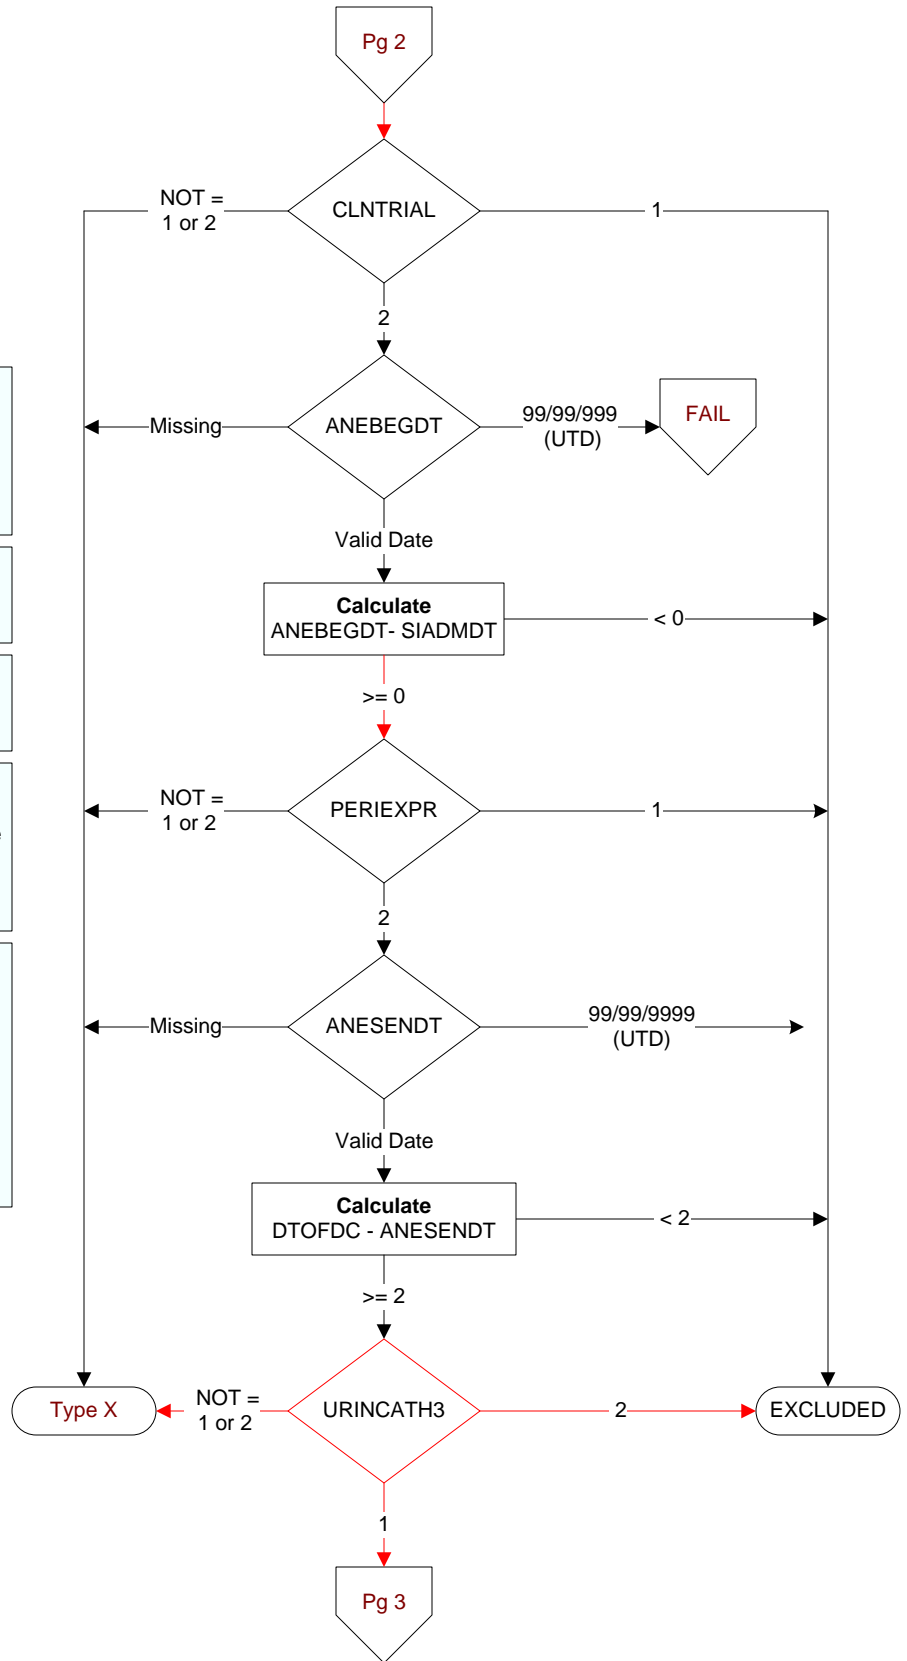 Pg 2
CLNTRIAL
NOT =
1 or 2
1
2
ANEBEGDT
Missing
99/99/999
(UTD)
FAIL
Valid Date
Calculate
ANEBEGDT- SIADMDT
< 0
>= 0
PERIEXPR
NOT =
1 or 2
1
2
ANESENDT
Missing
99/99/9999
(UTD)
Valid Date
Calculate
DTOFDC - ANESENDT
< 2
>= 2
URINCATH3
Type X
NOT =
1 or 2
2
EXCLUDED
1
Pg 3